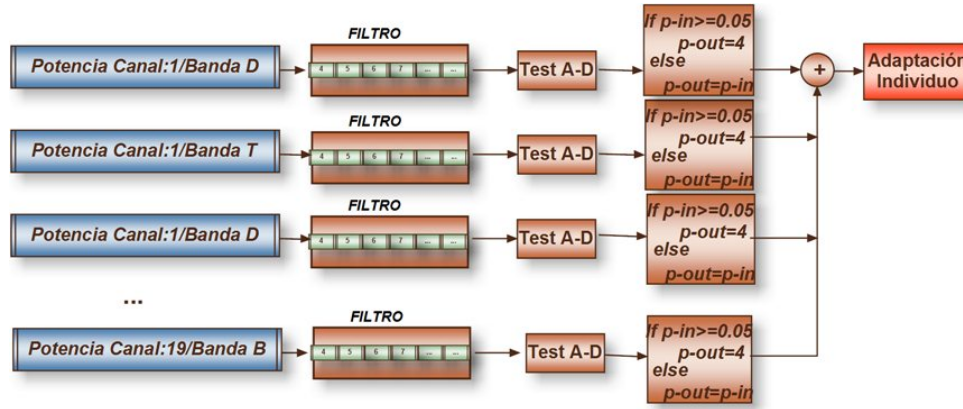 FILTRO
Potencia Canal:1/Banda D
4 5 6 7 ... ...
Test A-D
If p-in>=0.05
p-out=4
else
p-out=p-in
+
Adaptación
Individuo
FILTRO
Potencia Canal:1/Banda T
4 5 6 7 ... ...
Test A-D
If p-in>=0.05
p-out=4
else
p-out=p-in
FILTRO
Potencia Canal:1/Banda D
4 5 6 7 ... ...
Test A-D
If p-in>=0.05
p-out=4
else
p-out=p-in
...
FILTRO
Potencia Canal:19/Banda B
4 5 6 7 ... ...
Test A-D
If p-in>=0.05
p-out=4
else
p-out=p-in